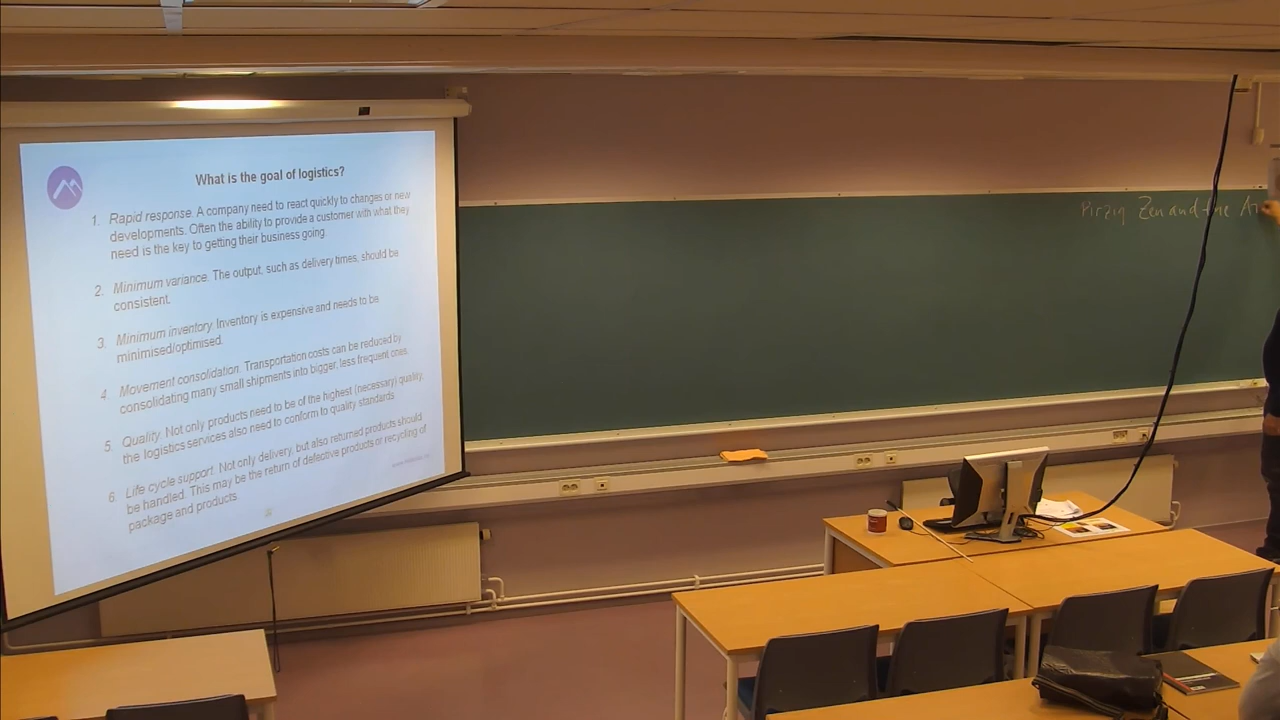 What is the goal of logistics?
1. Rapid response. A company need to react quickly to changes or new
developments. Often the ability to provide a customer with what they
need is the key to getting their business going.
2. Minimum variance. The output, such as delivery times, should be
consistent.
3. Minimum inventory. Inventory is expensive and needs to be
minimised/optimised.
4. Movement consolidation. Transportation costs can be reduced by
consolidating many small shipments into bigger, less frequent ones.
5. Quality. Not only products need to be of the highest (necessary) quality,
the logistics services also need to conform to quality standards.
6. Life cycle support. Not only delivery, but also returned products should
be handled. This may be the return of defective products or recycling of
package and products.
Pirzig Zen and the